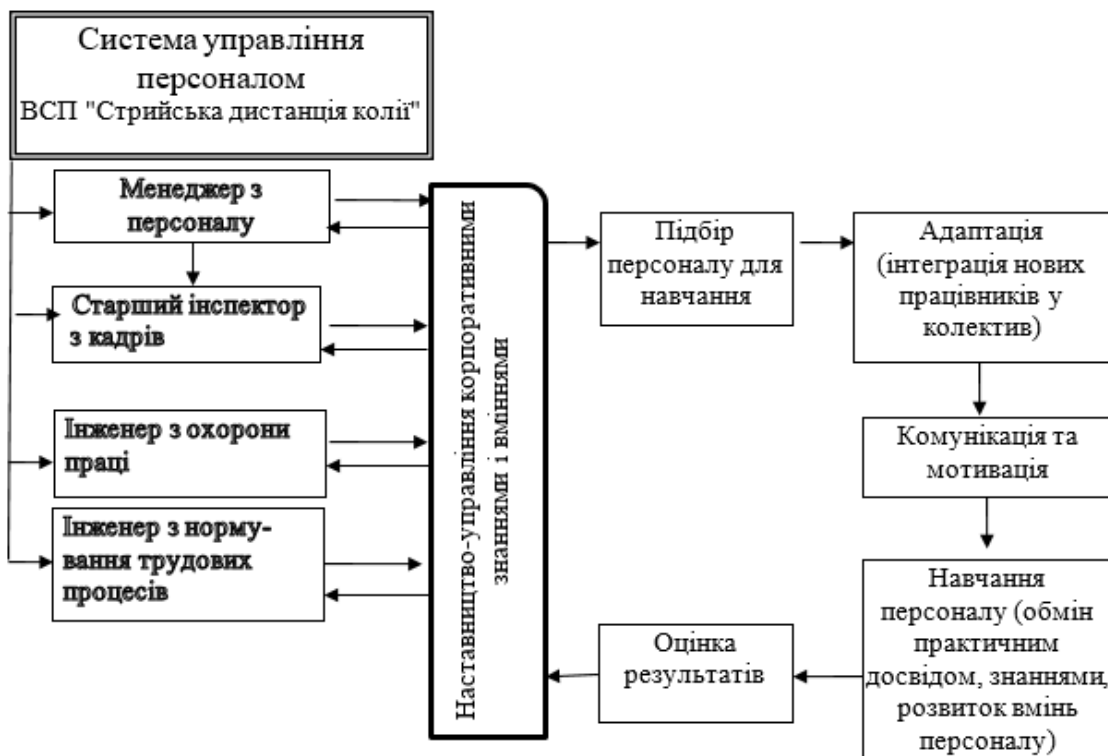 Система управління
персоналом
ВСП "Стрийська дистанція колії"
Менеджер з
персоналу
Старший інспектор
з кадрів
Інженер з охорони
праці
Інженер з норму-
вання трудових
процесів
Наставництво-управління корпоративними
знаннями і вміннями
Підбір
персоналу для
навчання
Адаптація
(інтеграція нових
працівників у
колектив)
Комунікація та
мотивація
Навчання
персоналу (обмін
практичним
досвідом, знаннями,
розвиток вмінь
персоналу)
Оцінка
результатів